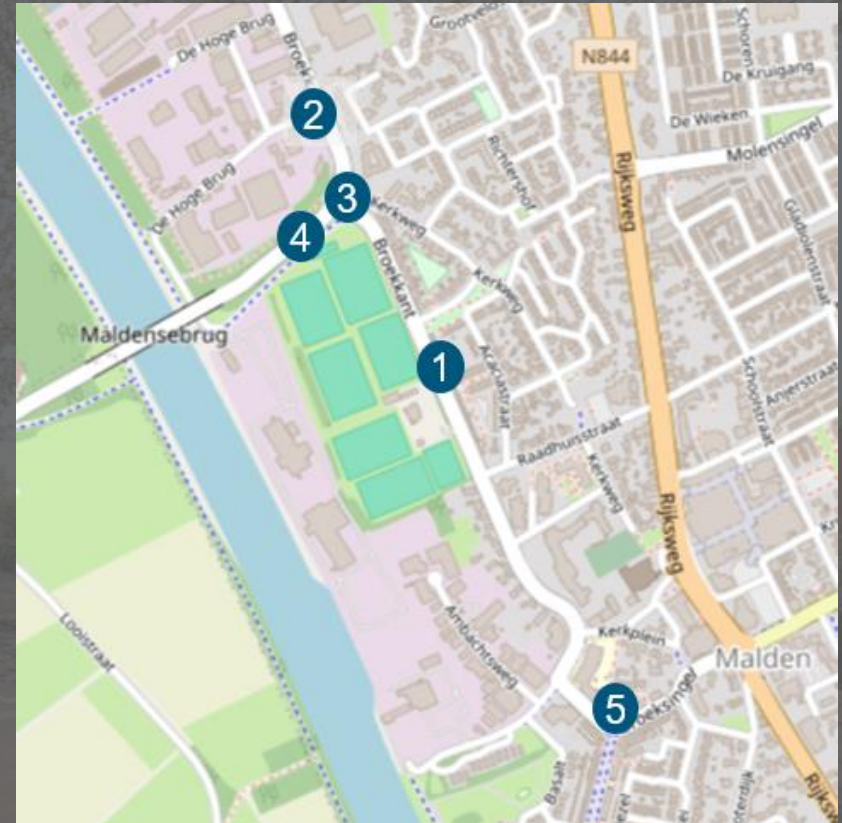 De Hoge Brug
Broek
Grootveld
N844
Schoren
De Kruigang
De Wieken
Molensingel
2
Richtershof
Rijksweg
De Hoge Brug
3
Kerkweg
4
Gladiolenstraat
Broekkant
Kerkweg
Maldensebrug
1
Acaciastraat
Schoolstraat
Anjerstraat
Raadhuisstraat
Kerkweg
Rijksweg
Looistraat
Ambachtsweg
Kerkplein
Malden
5
oeksingel
Basalt
Rijksw